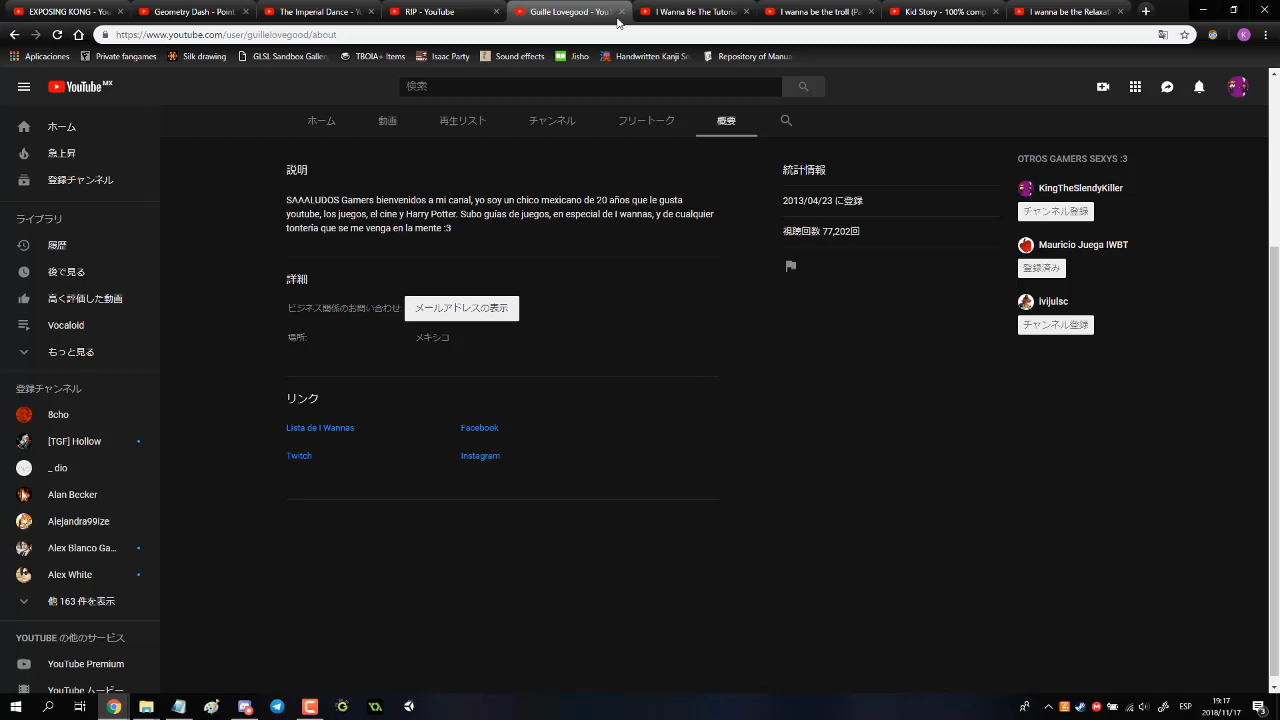 EXPOSING KONG - You
Geometry Dash - Point
The Imperial Dance - Y
RIP - YouTube
Guille Lovegood - You
I Wanna Be The Tutoria
I wanna be the troll (Pa
Kid Story - 100% comp
I wanna be the Relaxat
https://www.youtube.com/user/guillelovegood/about
Aplicaciones
Private fangames
Silk drawing
GLSL Sandbox Galler
TBOIA+ Items
Isaac Party
Sound effects
Jisho
Handwritten Kanji Se
Repository of Manua
YouTube MX
検索
ホーム
動画
再生リスト
チャンネル
フリートーク
概要
ホーム
急上昇
登録チャンネル
ライブラリ
履歴
後で見る
高く評価した動画
Vocaloid
もっと見る
登録チャンネル
8cho
[TGF] Hollow
_ dio
Alan Becker
Alejandra99Ize
Alex Blanco Ga...
Alex White
他 163 件を表示
YOUTUBE の他のサービス
YouTube Premium
YouTube ムービー
説明
SAAALUDOS Gamers bienvenidos a mi canal, yo soy un chico mexicano de 20 años que le gusta
youtube, los juegos, el cine y Harry Potter. Subo guías de juegos, en especial de I wannas, y de cualquier
tontería que se me venga en la mente :3
詳細
ビジネス関係のお問い合わせ:
メールアドレスの表示
場所:
メキシコ
リンク
Lista de I Wannas
Facebook
Twitch
Instagram
統計情報
2013/04/23 に登録
視聴回数 77,202回
OTROS GAMERS SEXYS :3
KingTheSlendyKiller
チャンネル登録
Mauricio Juega IWBT
登録済み
ivijulsc
チャンネル登録
ESP
19:17
2018/11/17